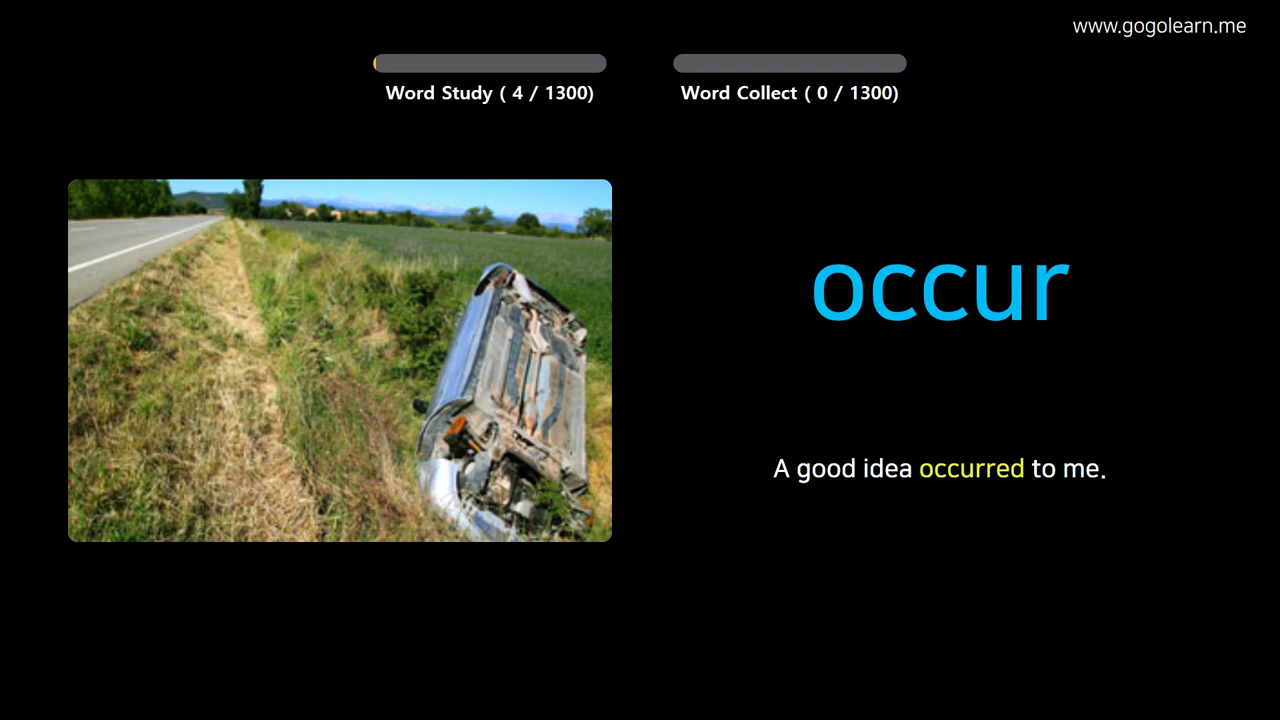 www.gogolearn.me
Word Study ( 4 / 1300)
Word Collect ( 0 / 1300)
occur
A good idea occurred to me.